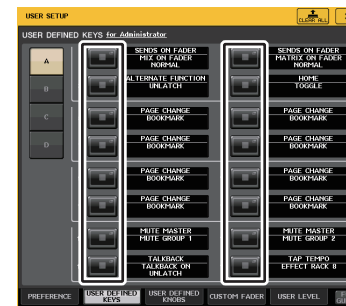 USER SETUP
CLEAR ALL
USER DEFINED KEYS for Administrator
A
B
C
D
SENDS ON FADER
MIX ON FADER
NORMAL
SENDS ON FADER
MATRIX ON FADER
NORMAL
ALTERNATE FUNCTION
UNLATCH
HOME
TOGGLE
PAGE CHANGE
BOOKMARK
PAGE CHANGE
BOOKMARK
PAGE CHANGE
BOOKMARK
PAGE CHANGE
BOOKMARK
PAGE CHANGE
BOOKMARK
PAGE CHANGE
BOOKMARK
PAGE CHANGE
BOOKMARK
PAGE CHANGE
BOOKMARK
MUTE MASTER
MUTE GROUP 1
MUTE MASTER
MUTE GROUP 2
TALKBACK
TALKBACK ON
UNLATCH
TAP TEMPO
EFFECT RACK 8
PREFERENCE
USER DEFINED
KEYS
USER DEFINED
KNOBS
CUSTOM FADER
USER LEVEL